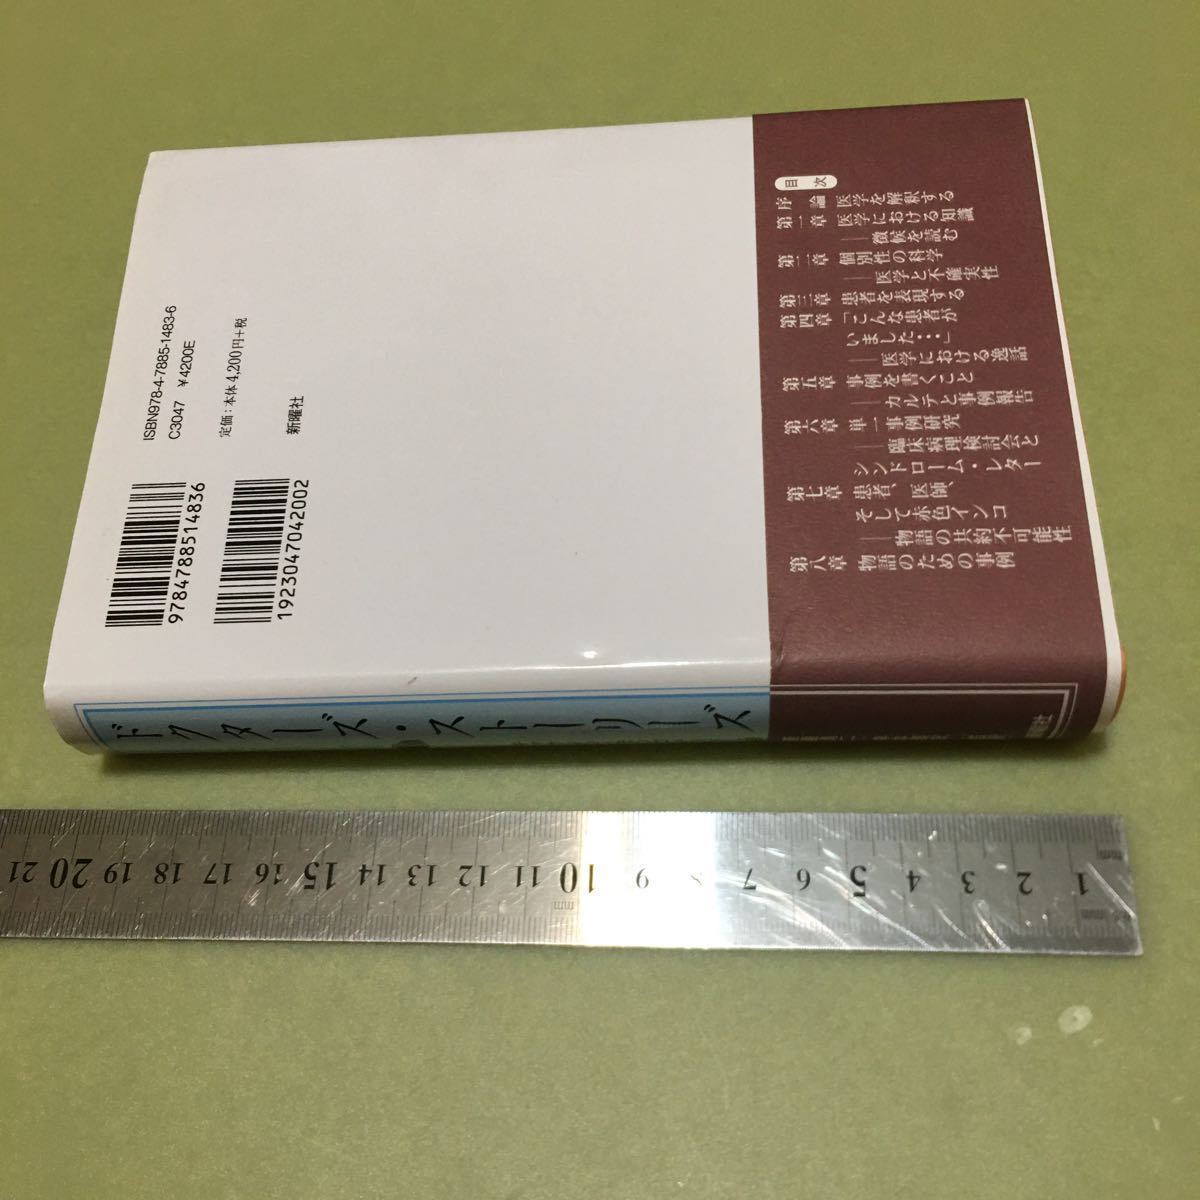 ISBN978-4-7885-1483-6
C3047 ¥4200E
定価：本体4,200円+税
新曜社
9784788514836
1923047042002
目次
序論 医学を解釈する
第一章 医学における知識
――徴候を読む
第二章 個別性の科学
――医学と不確実性
第三章 患者を表現する
第四章「こんな患者が
いました・・・」
――医学における逸話
第五章 事例を書くこと
――カルテと事例報告
第六章 単一事例研究
――臨床病理検討会と
シンドローム・レター
第七章 患者、医師、
そして赤色インコ
――物語の共約不可能性
第八章 物語のための事例
ドクターズ・ストーリーズ
新曜社
21 20 19 18 17 16 15 14 13 12 11 10 9 8 7 6 5 4 3 2 1
mm